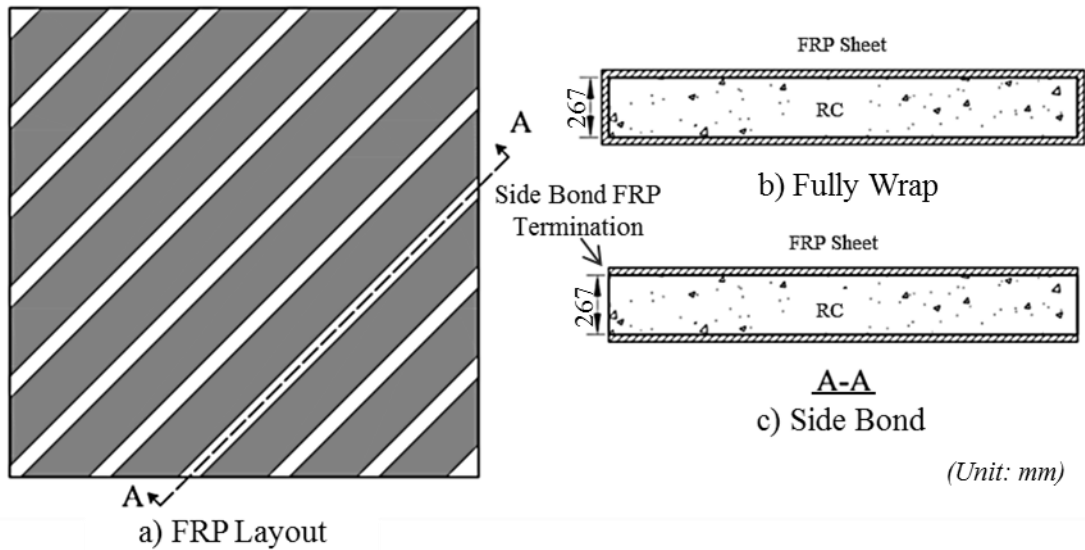 A
A
a) FRP Layout
FRP Sheet
267
RC
b) Fully Wrap
Side Bond FRP
Termination
FRP Sheet
267
RC
A-A
c) Side Bond
(Unit: mm)